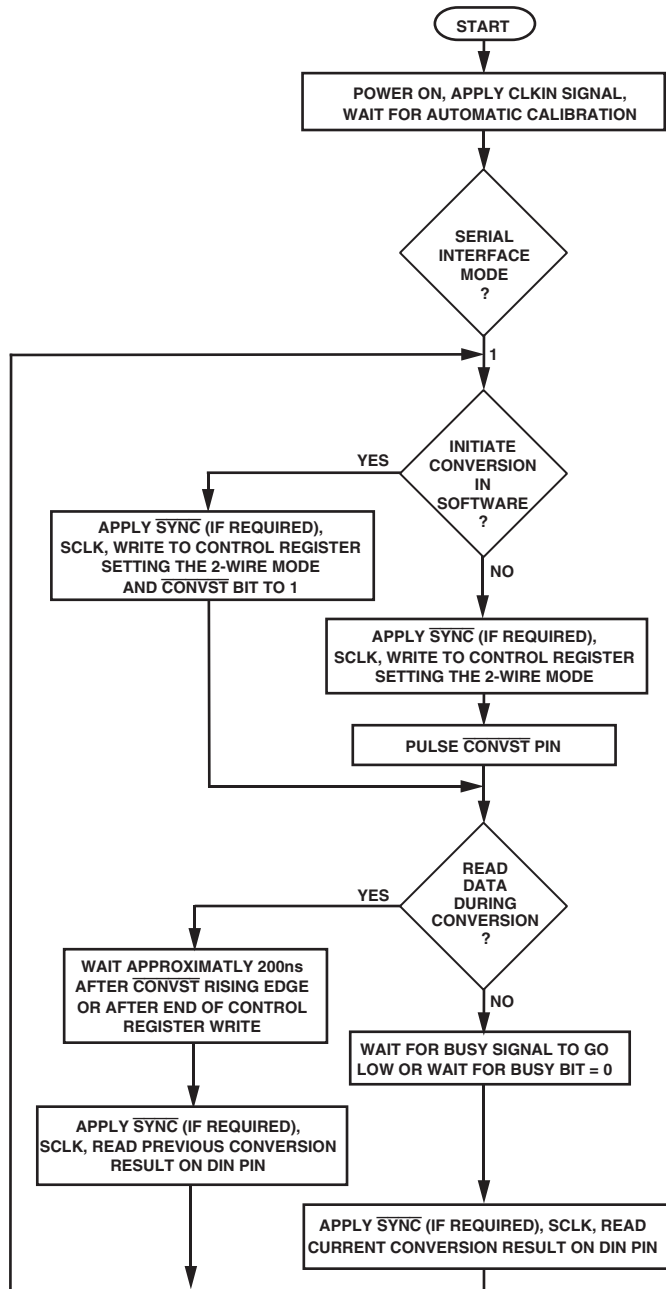 START
POWER ON, APPLY CLKIN SIGNAL,
WAIT FOR AUTOMATIC CALIBRATION
SERIAL
INTERFACE
MODE
?
1
INITIATE
CONVERSION
IN
SOFTWARE
?
YES
APPLY SYNC (IF REQUIRED),
SCLK, WRITE TO CONTROL REGISTER
SETTING THE 2-WIRE MODE
AND CONVST BIT TO 1
NO
APPLY SYNC (IF REQUIRED),
SCLK, WRITE TO CONTROL REGISTER
SETTING THE 2-WIRE MODE
PULSE CONVST PIN
READ
DATA
DURING
CONVERSION
?
YES
WAIT APPROXIMATLY 200ns
AFTER CONVST RISING EDGE
OR AFTER END OF CONTROL
REGISTER WRITE
NO
WAIT FOR BUSY SIGNAL TO GO
LOW OR WAIT FOR BUSY BIT = 0
APPLY SYNC (IF REQUIRED),
SCLK, READ PREVIOUS CONVERSION
RESULT ON DIN PIN
APPLY SYNC (IF REQUIRED), SCLK, READ
CURRENT CONVERSION RESULT ON DIN PIN